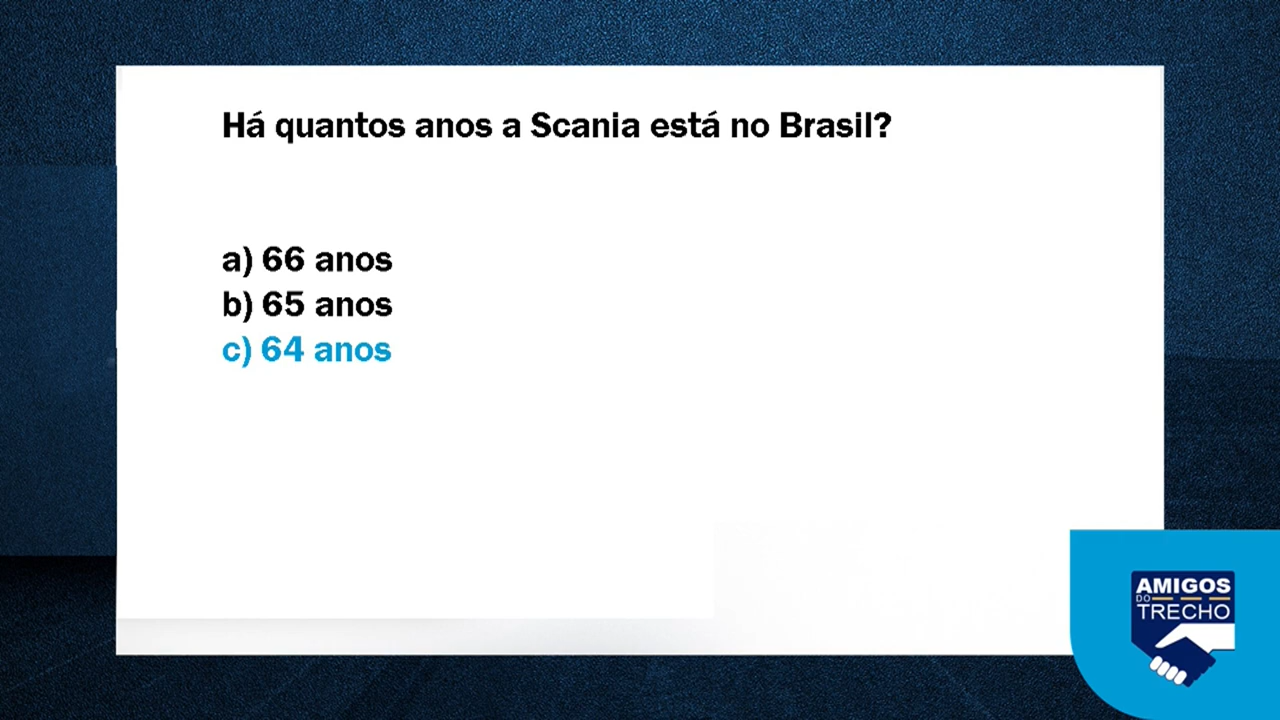 Há quantos anos a Scania está no Brasil?
a) 66 anos
b) 65 anos
c) 64 anos
AMIGOS
DO
TRECHO